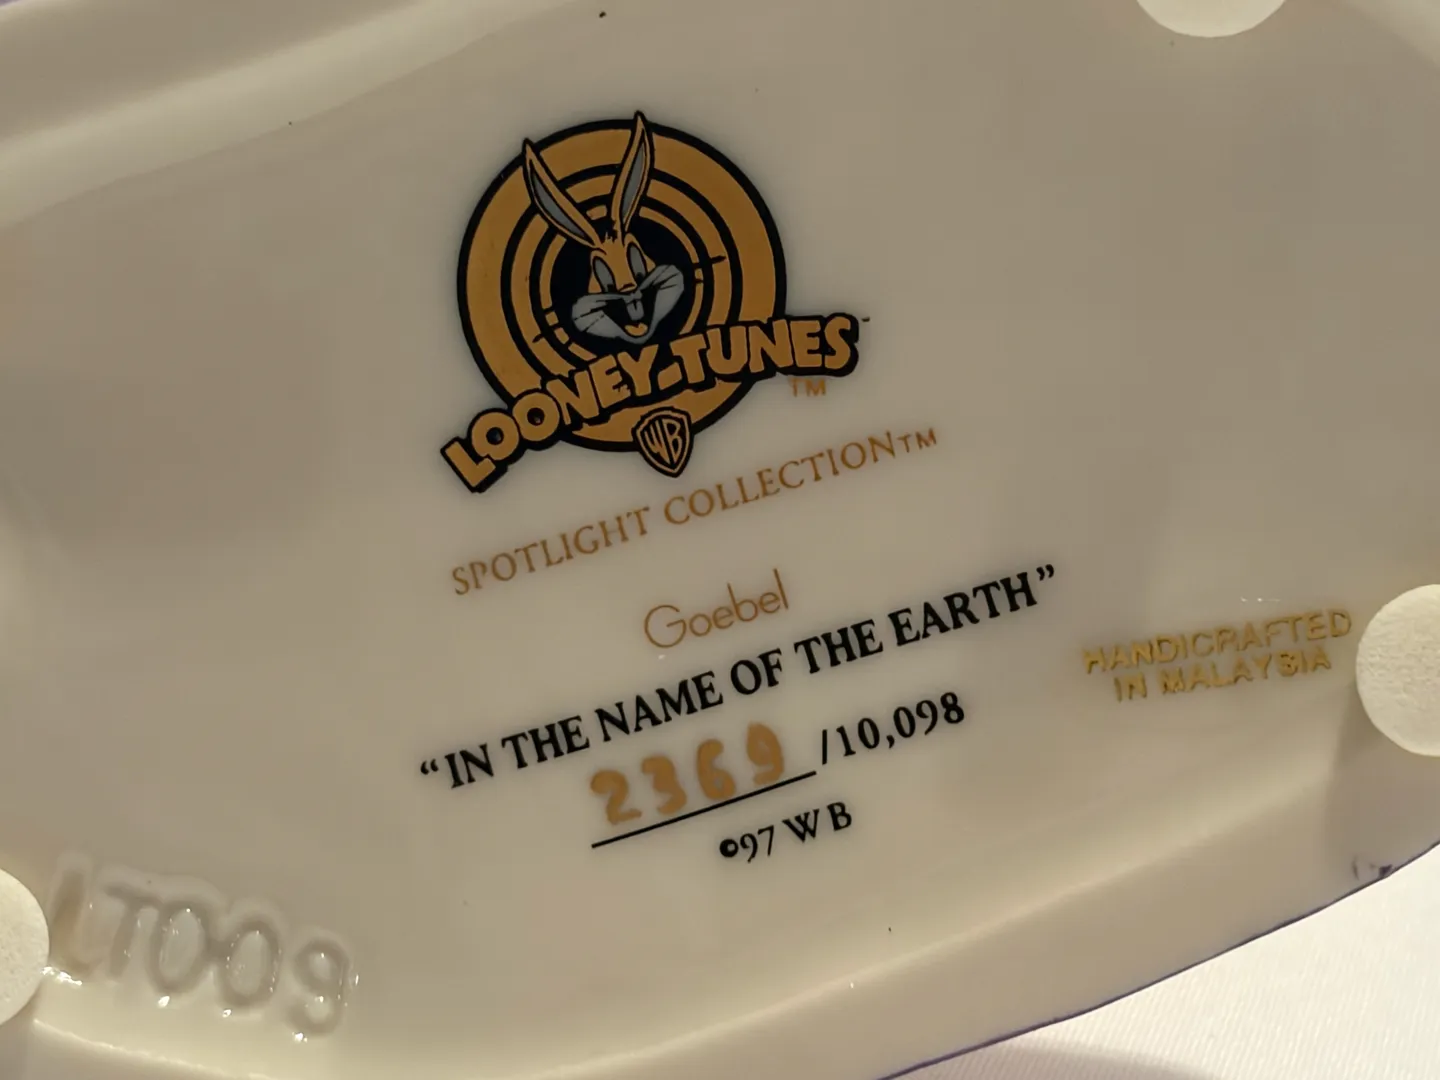 LOONEY TUNES™
TM
WB
SPOTLIGHT COLLECTION™
Goebel
“IN THE NAME OF THE EARTH”
2369/10,098
©97 WB
HANDICRAFTED
IN MALAYSIA
LT009